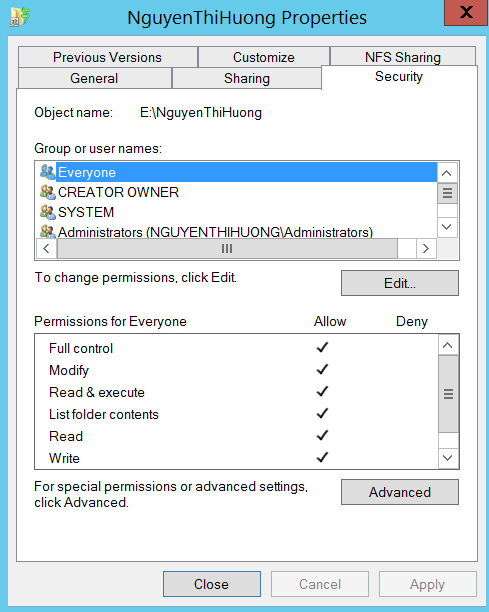 NguyenThiHuong Properties
X
Previous Versions Customize NFS Sharing
General Sharing Security
Object name: E:\NguyenThiHuong
Group or user names:
Everyone
CREATOR OWNER
SYSTEM
Administrators (NGUYENTHIHUONG\Administrators)
To change permissions, click Edit.
Edit...
Permissions for Everyone Allow Deny
Full control
Modify
Read & execute
List folder contents
Read
Write
For special permissions or advanced settings,
click Advanced.
Advanced
Close Cancel Apply